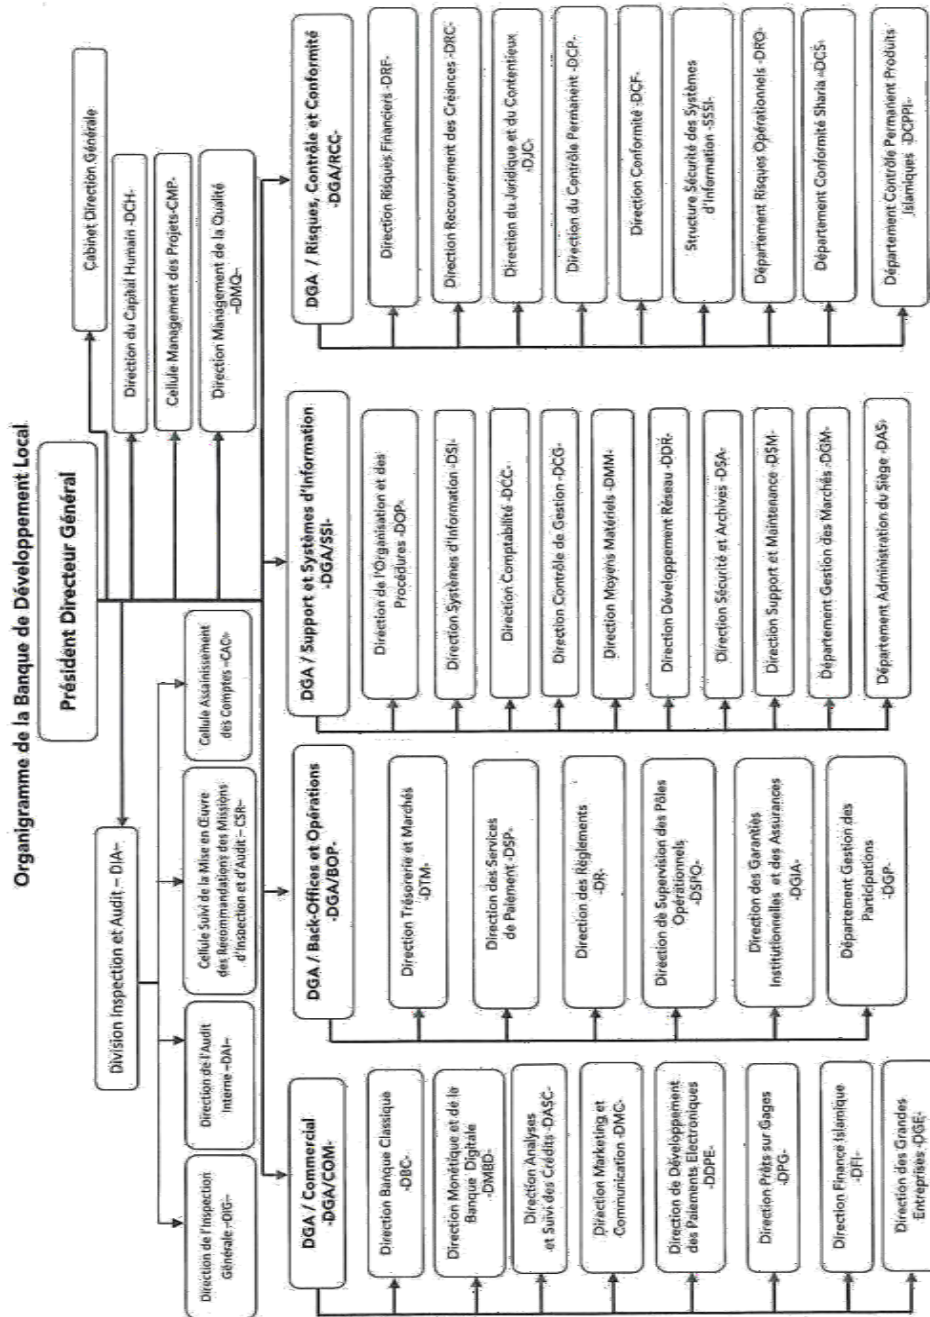 Organigramme de la Banque de Développement Local
Président Directeur Général
Cabinet Direction Générale
Direction du Capital Humain -DCH-
Cellule Management des Projets-CMP-
Direction Management de la Qualité
-DMQ-
Division Inspection et Audit – DIA–
Direction de l'Inspection
Générale -DIG-
Direction de l'Audit
Interne -DAI-
Cellule Suivi de la Mise en Œuvre
des Recommandations des Missions
d'Inspection et d'Audit – CSR–
Cellule Assainissement
des Comptes –CAC–
DGA / Commercial
-DGA/COM-
Direction Banque Classique
-DBC-
Direction Monétique et de la
Banque Digitale
-DMBD-
Direction Analyses
et Suivi des Crédits -DASC-
Direction Marketing et
Communication -DMC-
Direction de Développement
des Paiements Electroniques
-DDPE-
Direction Prêts sur Gages
-DPG-
Direction Finance Islamique
-DFI-
Direction des Grandes
Entreprises -DGE-
DGA / Back-Offices et Opérations
-DGA/BOP-
Direction Trésorerie et Marchés
-DTM-
Direction des Services
de Paiement -DSP-
Direction des Règlements
-DR-
Direction de Supervision des Pôles
Opérationnels
-DSPO-
Direction des Garanties
Institutionnelles et des Assurances
-DGIA-
Département Gestion des
Participations
-DGP-
DGA / Support et Systèmes d'Information
-DGA/SSI-
Direction de l'Organisation et des
Procédures -DOP-
Direction Systèmes d'Information -DSI-
Direction Comptabilité -DCC-
Direction Contrôle de Gestion -DCG-
Direction Moyens Matériels -DMM-
Direction Développement Réseau -DDR-
Direction Sécurité et Archives -DSA-
Direction Support et Maintenance -DSM-
Département Gestion des Marchés -DGM-
Département Administration du Siège -DAS-
DGA / Risques, Contrôle et Conformité
-DGA/RCC-
Direction Risques Financiers -DRF-
Direction Recouvrement des Créances -DRC-
Direction du Juridique et du Contentieux
-DJC-
Direction du Contrôle Permanent -DCP-
Direction Conformité -DCF-
Structure Sécurité des Systèmes
d'Information -SSSI-
Département Risques Opérationnels -DRO-
Département Conformité Sharia -DCS-
Département Contrôle Permanent Produits
Islamiques -DCPPI-